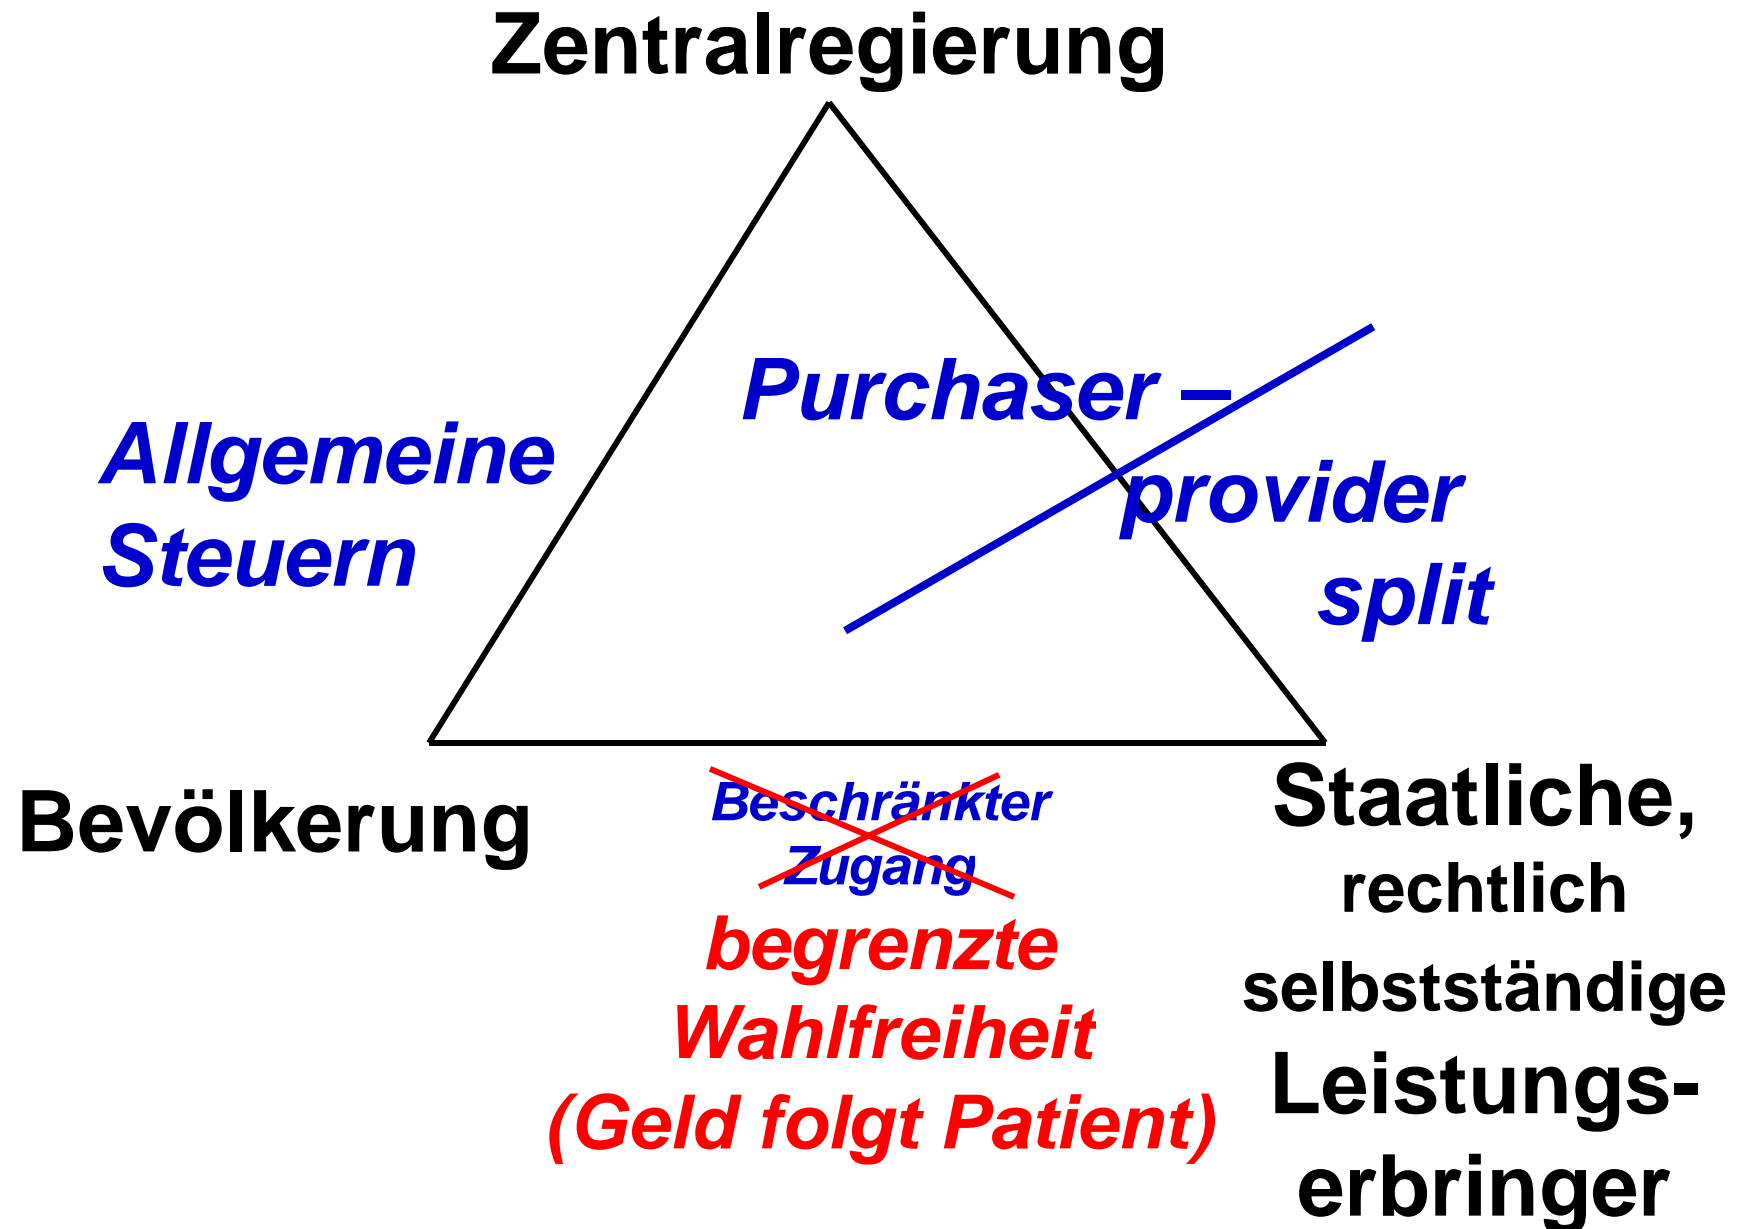 Zentralregierung
Purchaser –
provider
split
Allgemeine
Steuern
Bevölkerung
Beschränkter
Zugang
begrenzte
Wahlfreiheit
(Geld folgt Patient)
Staatliche,
rechtlich
selbstständige
Leistungs-
erbringer